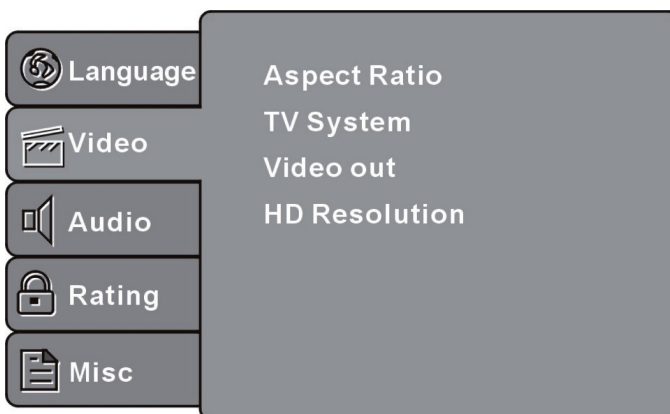 Language
Video
Audio
Rating
Misc
Aspect Ratio
TV System
Video out
HD Resolution